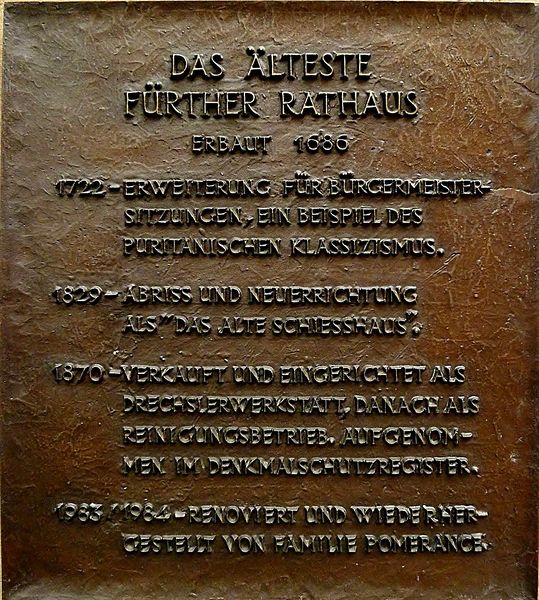 DAS ÄLTESTE
FÜRTHER RATHAUS
ERBAUT 1686
1722 - ERWEITERUNG FÜR BÜRGERMEISTER-
SITZUNGEN, EIN BEISPIEL DES
PURITANISCHEN KLASSIZISMUS.
1829 - ABRISS UND NEUERRICHTUNG
ALS "DAS ALTE SCHIESSHAUS".
1870 - VERKAUFT UND EINGERICHTET ALS
DRECHSLERWERKSTATT, DANACH ALS
REINIGUNGSBETRIEB. AUFGENOM-
MEN IM DENKMALSCHUTZREGISTER.
1983/1984 - RENOVIERT UND WIEDERHER-
GESTELLT VON FAMILIE POMERANCE